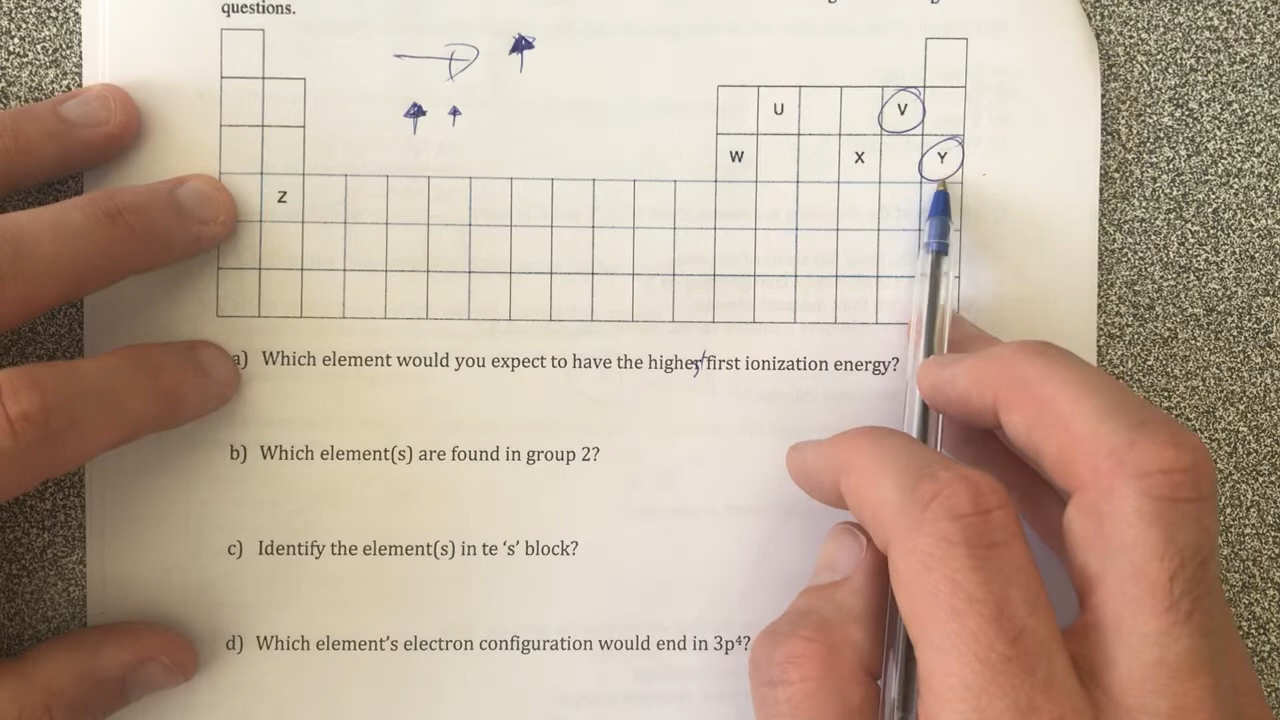 questions.
U V
W X Y
Z
a) Which element would you expect to have the highest first ionization energy?
b) Which element(s) are found in group 2?
c) Identify the element(s) in te ‘s’ block?
d) Which element’s electron configuration would end in 3p⁴?